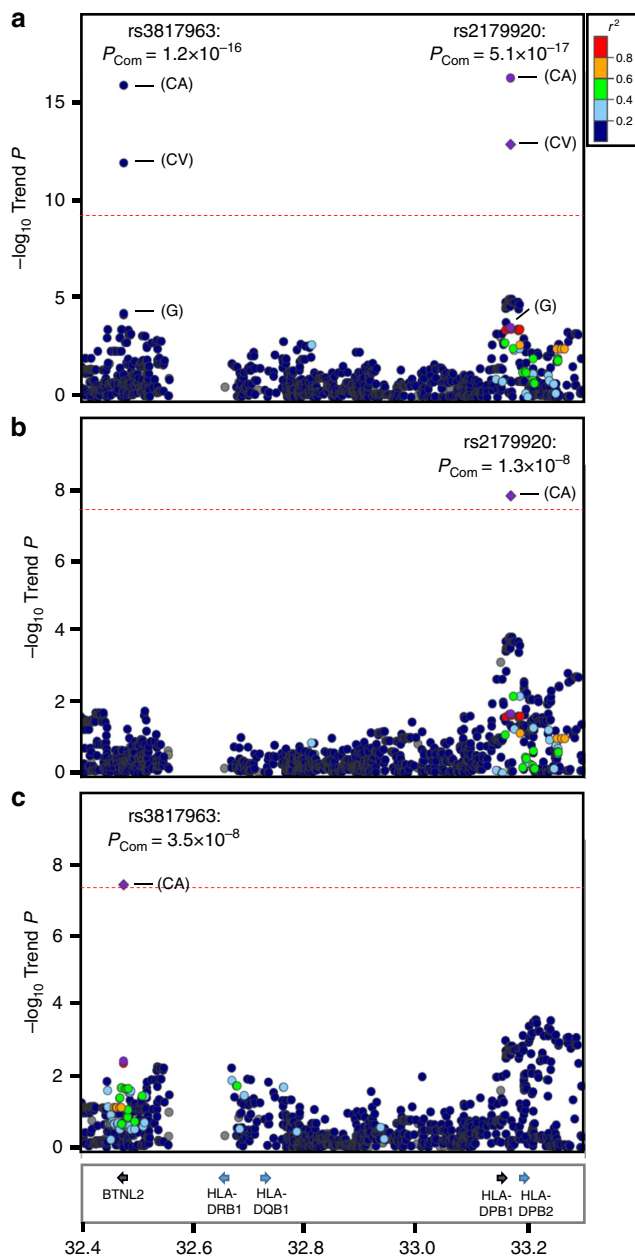 a
rs3817963:
P_Com = 1.2×10⁻¹⁶
rs2179920:
P_Com = 5.1×10⁻¹⁷
r²
0.8
0.6
0.4
0.2
(CA)
(CA)
(CV)
(CV)
(G)
(G)
15
10
5
0
−log₁₀ Trend P
b
rs2179920:
P_Com = 1.3×10⁻⁸
(CA)
8
6
4
2
0
−log₁₀ Trend P
c
rs3817963:
P_Com = 3.5×10⁻⁸
(CA)
8
6
4
2
0
−log₁₀ Trend P
BTNL2
HLA-
DRB1
HLA-
DQB1
HLA-
DPB1
HLA-
DPB2
32.4
32.6
32.8
33.0
33.2